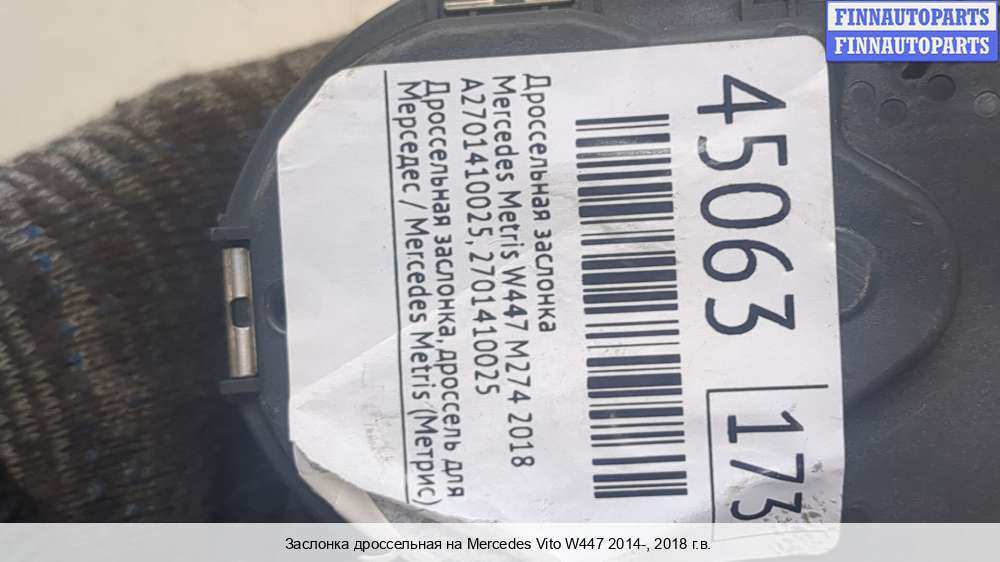 FINNAUTOPARTS
FINNAUTOPARTS
45063
173
Дроссельная заслонка
Mercedes Metris W447 M274 2018
A2701410025, 2701410025
Дроссельная заслонка, дроссель для
Мерседес / Mercedes Metris (Метрис)
Заслонка дроссельная на Mercedes Vito W447 2014-, 2018 г.в.